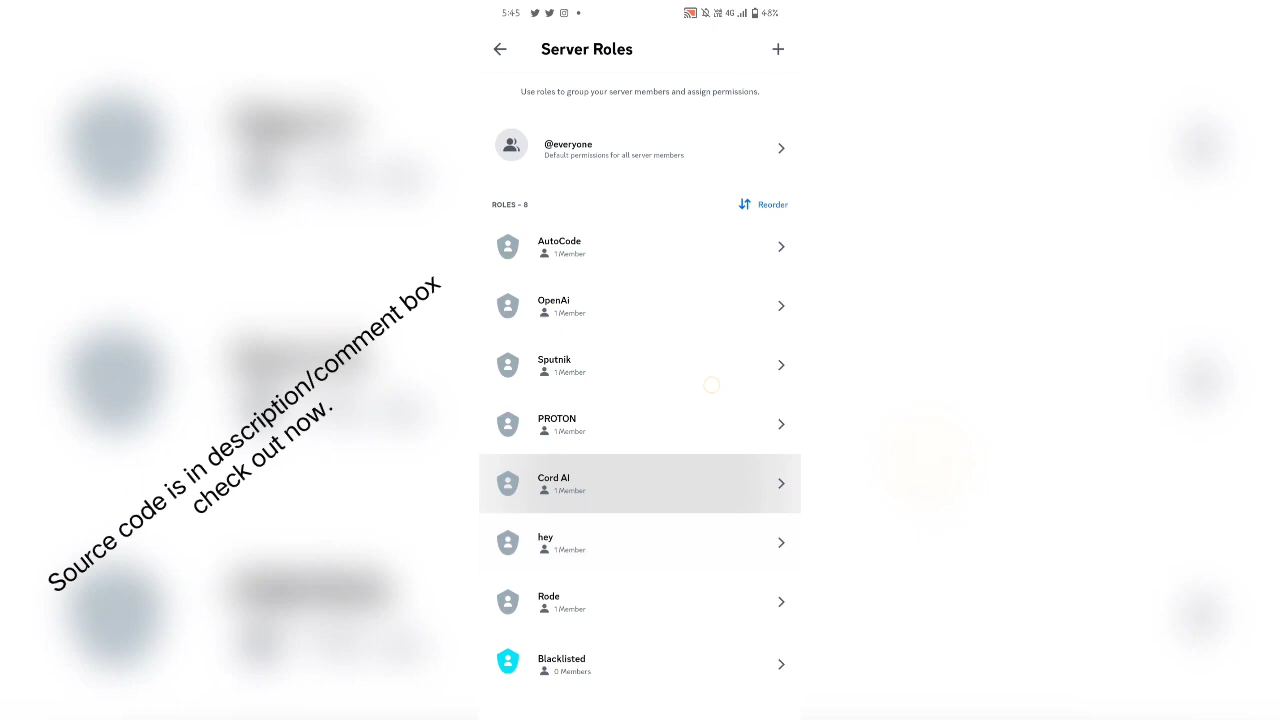 5:45
4G
48%
Server Roles
Use roles to group your server members and assign permissions.
@everyone
Default permissions for all server members
ROLES – 8
Reorder
AutoCode
1 Member
OpenAi
1 Member
Sputnik
1 Member
PROTON
1 Member
Cord AI
1 Member
hey
1 Member
Rode
1 Member
Blacklisted
0 Members
Source code is in description/comment box
check out now.